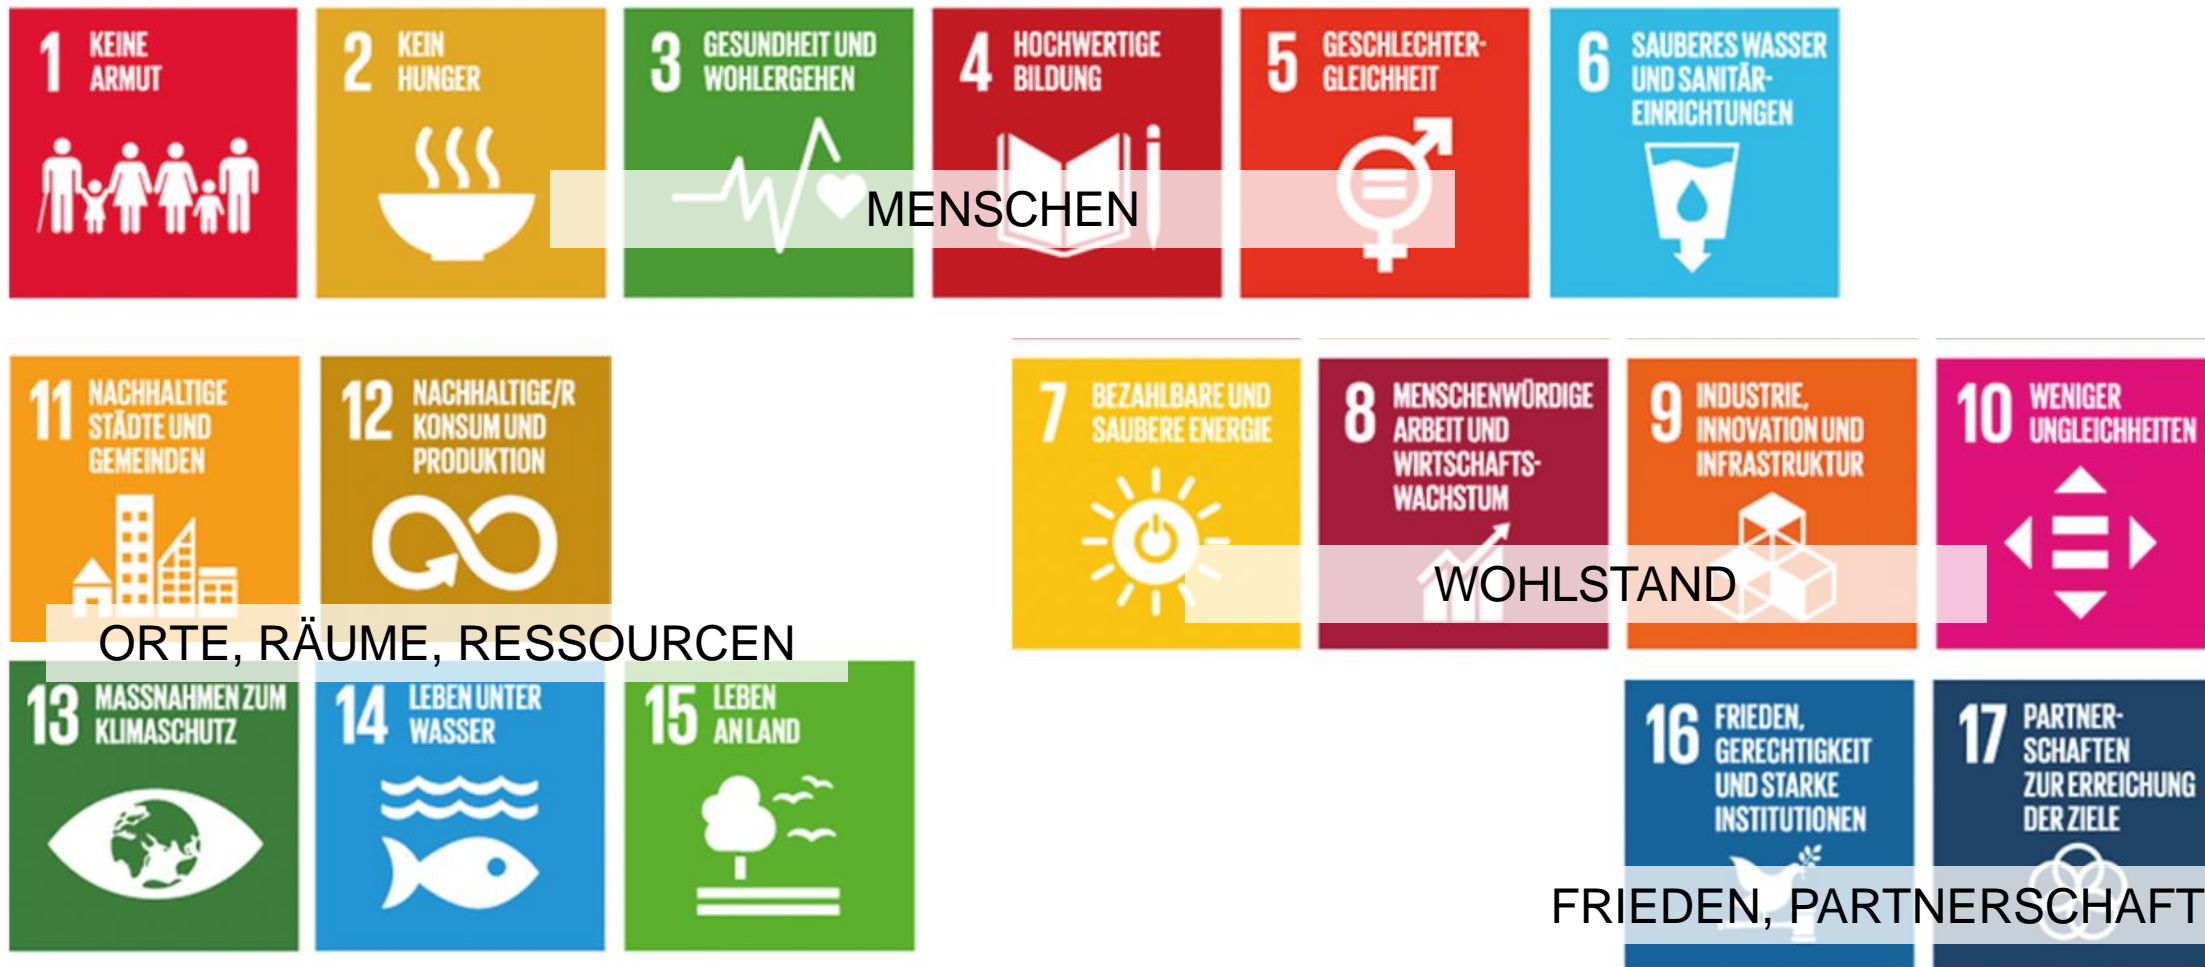 1 KEINE
ARMUT
2 KEIN
HUNGER
3 GESUNDHEIT UND
WOHLERGEHEN
4 HOCHWERTIGE
BILDUNG
5 GESCHLECHTER-
GLEICHHEIT
6 SAUBERES WASSER
UND SANITÄR-
EINRICHTUNGEN
MENSCHEN
11 NACHHALTIGE
STÄDTE UND
GEMEINDEN
12 NACHHALTIGE/R
KONSUM UND
PRODUKTION
ORTE, RÄUME, RESSOURCEN
13 MASSNAHMEN ZUM
KLIMASCHUTZ
14 LEBEN UNTER
WASSER
15 LEBEN
AN LAND
7 BEZAHLBARE UND
SAUBERE ENERGIE
8 MENSCHENWÜRDIGE
ARBEIT UND
WIRTSCHAFTS-
WACHSTUM
9 INDUSTRIE,
INNOVATION UND
INFRASTRUKTUR
10 WENIGER
UNGLEICHHEITEN
WOHLSTAND
16 FRIEDEN,
GERECHTIGKEIT
UND STARKE
INSTITUTIONEN
17 PARTNER-
SCHAFTEN
ZUR ERREICHUNG
DER ZIELE
FRIEDEN, PARTNERSCHAFT